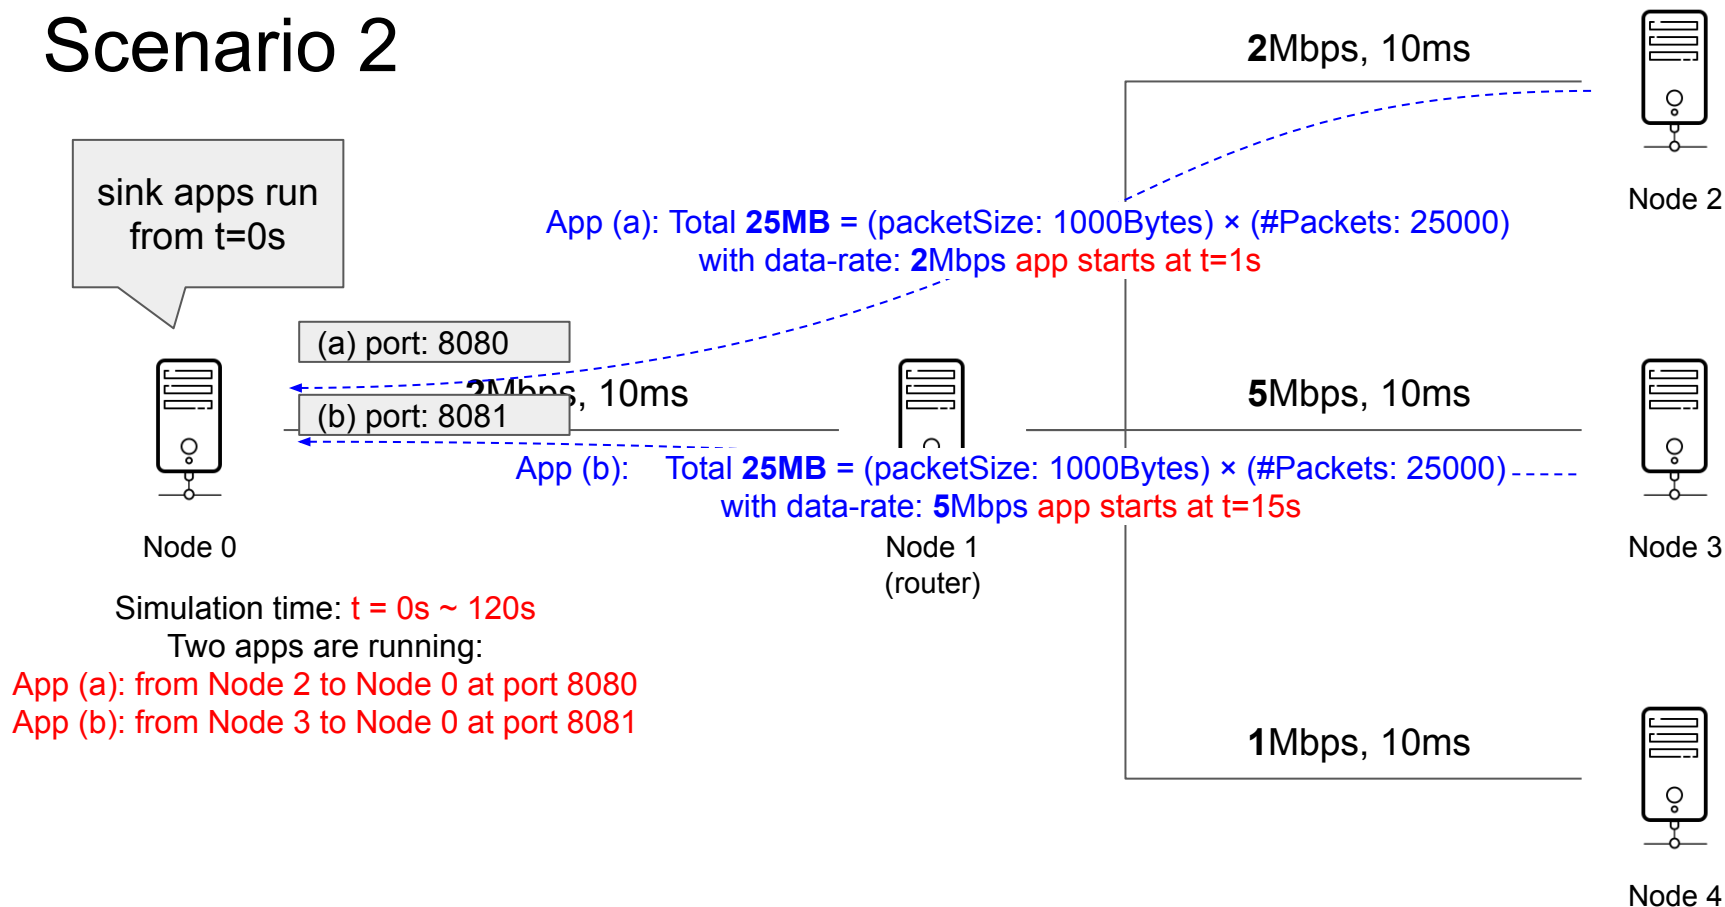 Scenario 2
2Mbps, 10ms
Node 2
sink apps run
from t=0s
App (a): Total 25MB = (packetSize: 1000Bytes) × (#Packets: 25000)
with data-rate: 2Mbps app starts at t=1s
(a) port: 8080
2Mbps, 10ms
(b) port: 8081
5Mbps, 10ms
App (b): Total 25MB = (packetSize: 1000Bytes) × (#Packets: 25000)
with data-rate: 5Mbps app starts at t=15s
Node 0
Node 1
(router)
Node 3
Simulation time: t = 0s ~ 120s
Two apps are running:
App (a): from Node 2 to Node 0 at port 8080
App (b): from Node 3 to Node 0 at port 8081
1Mbps, 10ms
Node 4